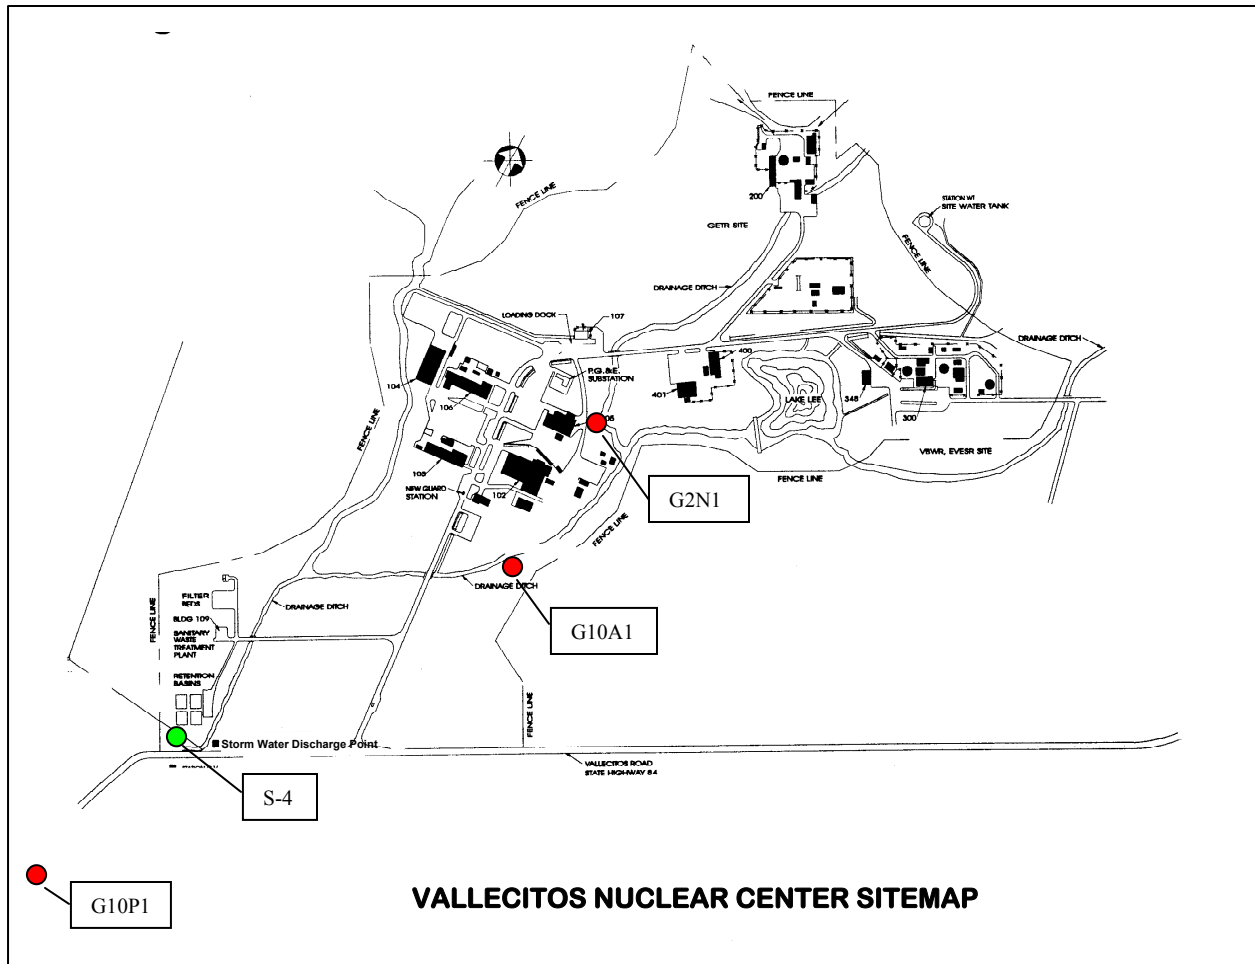 FENCE LINE
FENCE LINE
200
STATION WT
SITE WATER TANK
GETR SITE
FENCE LINE
DRAINAGE DITCH
LOADING DOCK
107
DRAINAGE DITCH
400
P.G.&E.
SUBSTATION
104
106
401
LAKE LEE
348
300
FENCE LINE
VBWR, EVESR SITE
103
NEW GUARD
STATION
102
FENCE LINE
G2N1
FENCE LINE
DRAINAGE DITCH
G10A1
FILTER
BEDS
DRAINAGE DITCH
FENCE LINE
BLDG 109
SANITARY
WASTE
TREATMENT
PLANT
RETENTION
BASINS
FENCE LINE
Storm Water Discharge Point
VALLECITOS ROAD
STATE HIGHWAY 84
S-4
G10P1
VALLECITOS NUCLEAR CENTER SITEMAP